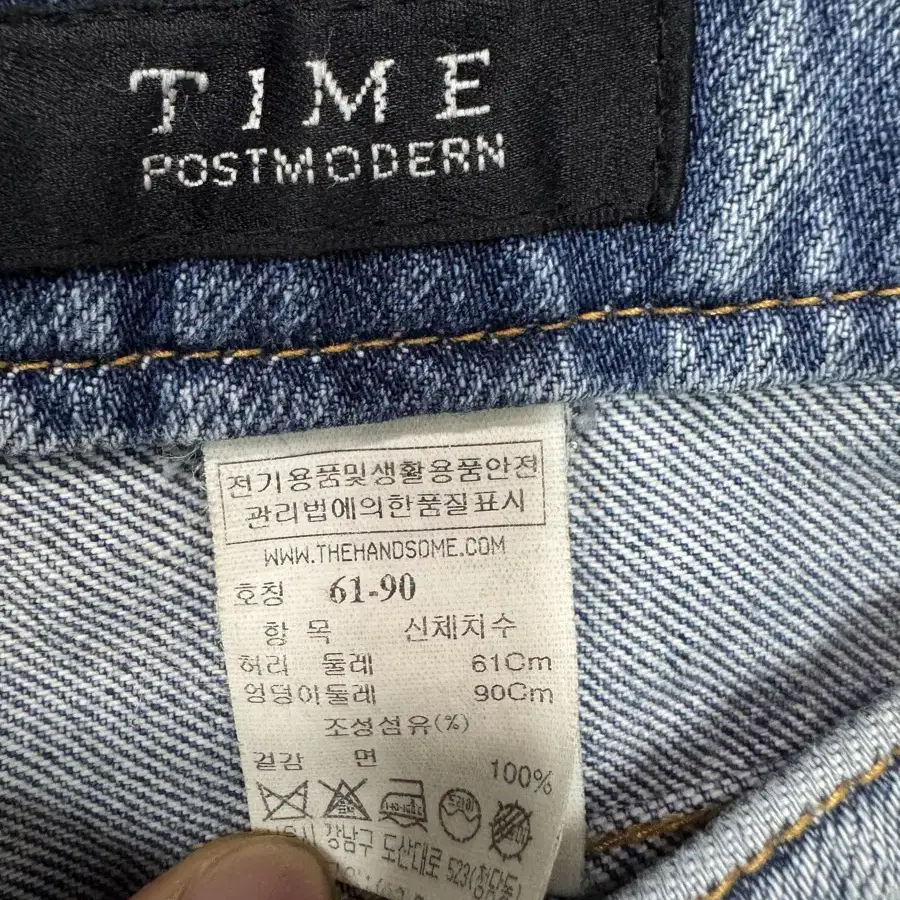 TIME
POSTMODERN
전기용품및생활용품안전
관리법에의한품질표시
WWW.THEHANDSOME.COM
호칭 61-90
항 목 신체치수
허리 둘레 61Cm
엉덩이둘레 90Cm
조성섬유(%)
겉감 면 100%
드라이
강남구 도산대로 523(청담동)